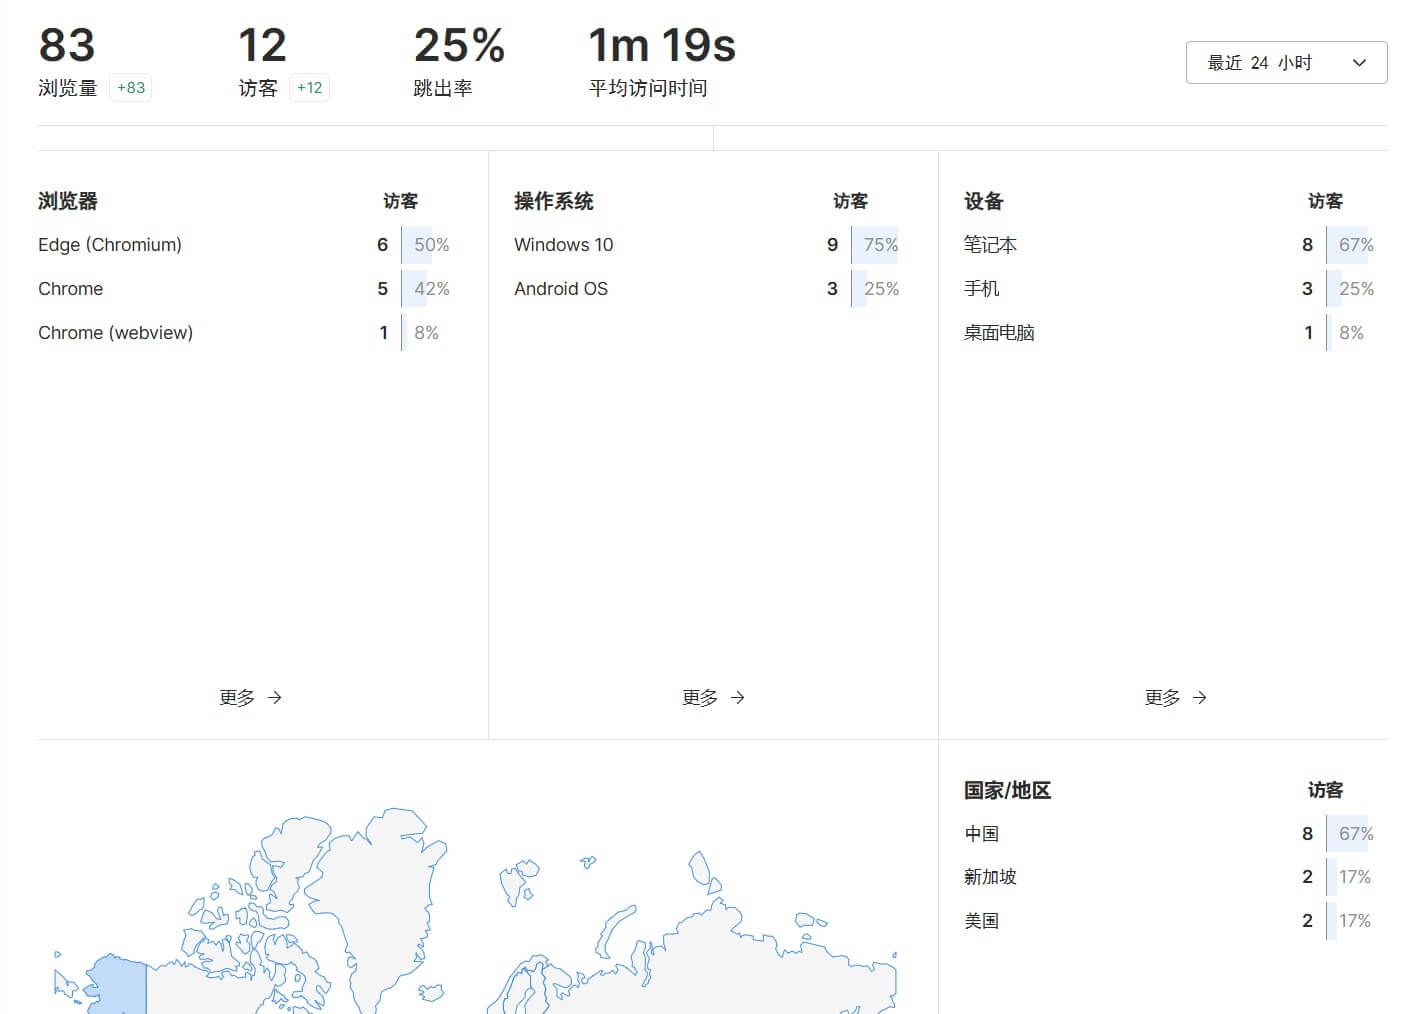 83 12 25% 1m 19s
浏览量 +83 访客 +12 跳出率 平均访问时间
最近 24 小时
浏览器 访客
Edge (Chromium) 6 50%
Chrome 5 42%
Chrome (webview) 1 8%
更多 →
操作系统 访客
Windows 10 9 75%
Android OS 3 25%
更多 →
设备 访客
笔记本 8 67%
手机 3 25%
桌面电脑 1 8%
更多 →
国家/地区 访客
中国 8 67%
新加坡 2 17%
美国 2 17%